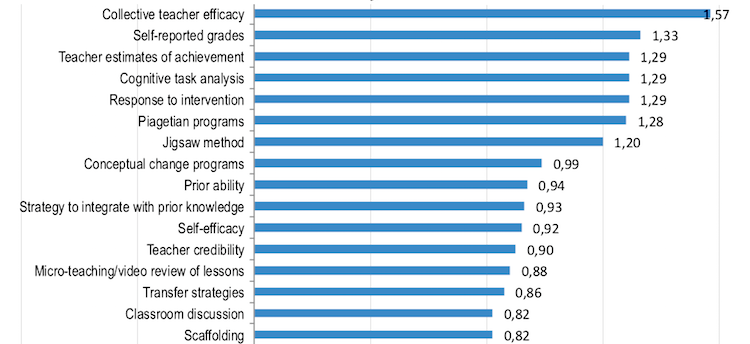 Collective teacher efficacy 1,57
Self-reported grades 1,33
Teacher estimates of achievement 1,29
Cognitive task analysis 1,29
Response to intervention 1,29
Piagetian programs 1,28
Jigsaw method 1,20
Conceptual change programs 0,99
Prior ability 0,94
Strategy to integrate with prior knowledge 0,93
Self-efficacy 0,92
Teacher credibility 0,90
Micro-teaching/video review of lessons 0,88
Transfer strategies 0,86
Classroom discussion 0,82
Scaffolding 0,82